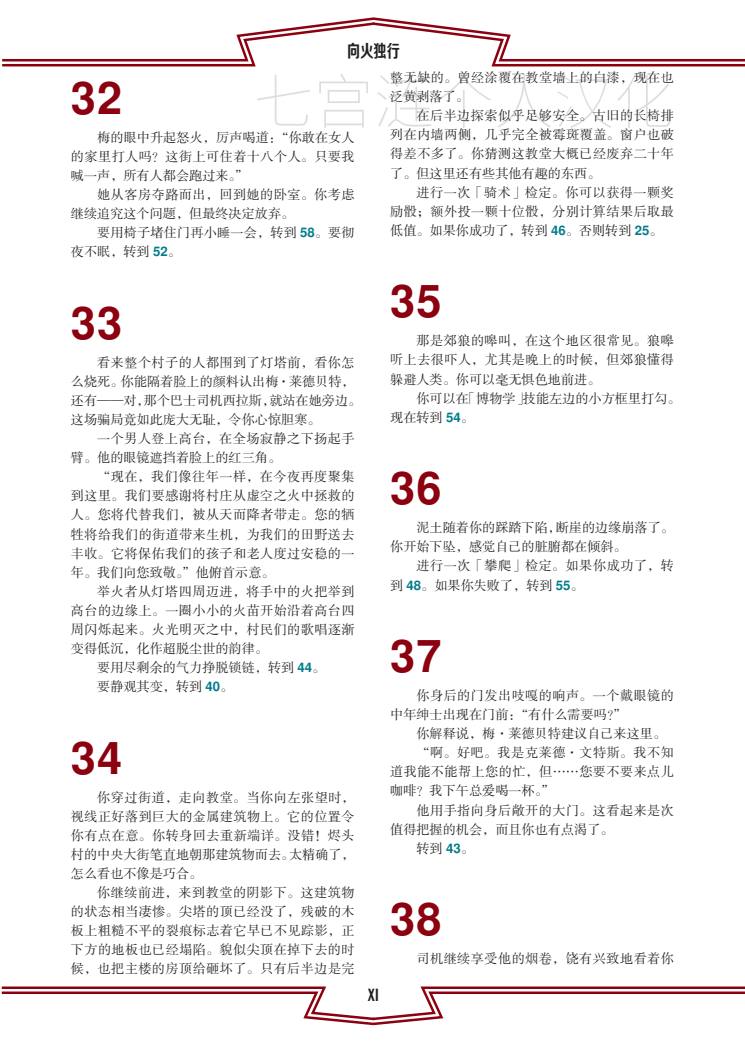 向火独行
32
梅的眼中升起怒火，厉声喝道：“你敢在女人
的家里打人吗？这街上可住着十八个人。只要我
喊一声，所有人都会跑过来。”
她从客房夺路而出，回到她的卧室。你考虑
继续追究这个问题，但最终决定放弃。
要用椅子堵住门再小睡一会，转到 58。要彻
夜不眠，转到 52。
33
看来整个村子的人都围到了灯塔前，看你怎
么烧死。你能隔着脸上的颜料认出梅·莱德贝特，
还有——对，那个巴士司机西拉斯，就站在她旁边。
这场骗局竟如此庞大无耻，令你心惊胆寒。
一个男人登上高台，在全场寂静之下扬起手
臂。他的眼镜遮挡着脸上的红三角。
“现在，我们像往年一样，在今夜再度聚集
到这里。我们要感谢将村庄从虚空之火中拯救的
人。您将代替我们，被从天而降者带走。您的牺
牲将给我们的街道带来生机，为我们的田野送去
丰收。它将保佑我们的孩子和老人度过安稳的一
年。我们向您致敬。”他俯首示意。
举火者从灯塔四周迈进，将手中的火把举到
高台的边缘上。一圈小小的火苗开始沿着高台四
周闪烁起来。火光明灭之中，村民们的歌唱逐渐
变得低沉，化作超脱尘世的韵律。
要用尽剩余的气力挣脱锁链，转到 44。
要静观其变，转到 40。
34
你穿过街道，走向教堂。当你向左张望时，
视线正好落到巨大的金属建筑物上。它的位置令
你有点在意。你转身回去重新端详。没错！烬头
村的中央大街笔直地朝那建筑物而去。太精确了，
怎么看也不像是巧合。
你继续前进，来到教堂的阴影下。这建筑物
的状态相当凄惨。尖塔的顶已经没了，残破的木
板上粗糙不平的裂痕标志着它早已不见踪影，正
下方的地板也已经塌陷。貌似尖顶在掉下去的时
候，也把主楼的房顶给砸坏了。只有后半边是完
整无缺的。曾经涂覆在教堂墙上的白漆，现在也
泛黄剥落了。
在后半边探索似乎足够安全。古旧的长椅排
列在内墙两侧，几乎完全被霉斑覆盖。窗户也破
得差不多了。你猜测这教堂大概已经废弃二十年
了。但这里还有些其他有趣的东西。
进行一次「骑术」检定。你可以获得一颗奖
励骰；额外投一颗十位骰，分别计算结果后取最
低值。如果你成功了，转到 46。否则转到 25。
35
那是郊狼的嗥叫，在这个地区很常见。狼嗥
听上去很吓人，尤其是晚上的时候，但郊狼懂得
躲避人类。你可以毫无惧色地前进。
你可以在「博物学」技能左边的小方框里打勾。
现在转到 54。
36
泥土随着你的踩踏下陷，断崖的边缘崩落了。
你开始下坠，感觉自己的脏腑都在倾斜。
进行一次「攀爬」检定。如果你成功了，转
到 48。如果你失败了，转到 55。
37
你身后的门发出吱嘎的响声。一个戴眼镜的
中年绅士出现在门前：“有什么需要吗？”
你解释说，梅·莱德贝特建议自己来这里。
“啊。好吧。我是克莱德·文特斯。我不知
道我能不能帮上您的忙，但……您要不要来点儿
咖啡？我下午总爱喝一杯。”
他用手指向身后敞开的大门。这看起来是次
值得把握的机会，而且你也有点渴了。
转到 43。
38
司机继续享受他的烟卷，饶有兴致地看着你
XI